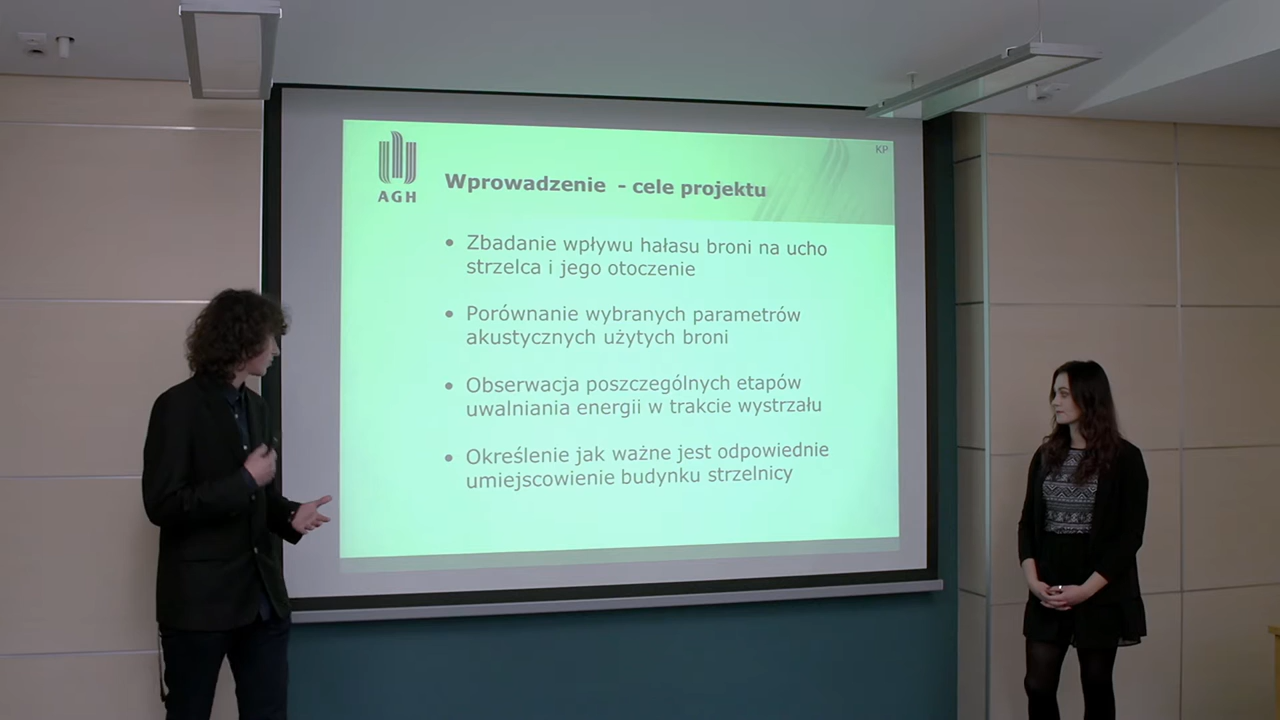 KP
AGH
Wprowadzenie - cele projektu
• Zbadanie wpływu hałasu broni na ucho
strzelca i jego otoczenie
• Porównanie wybranych parametrów
akustycznych użytych broni
• Obserwacja poszczególnych etapów
uwalniania energii w trakcie wystrzału
• Określenie jak ważne jest odpowiednie
umiejscowienie budynku strzelnicy